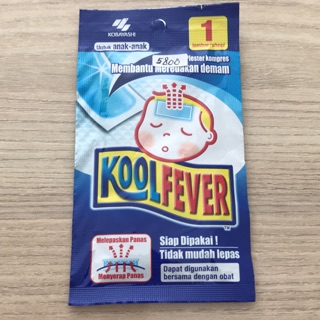 KOBAYASHI
untuk anak-anak
1
Plester kompres
5800
Membantu Meredakan demam
KOOLFEVER
TM
Melepaskan Panas
Menyerap Panas
Siap Dipakai !
Tidak mudah lepas
Dapat digunakan
bersama dengan obat